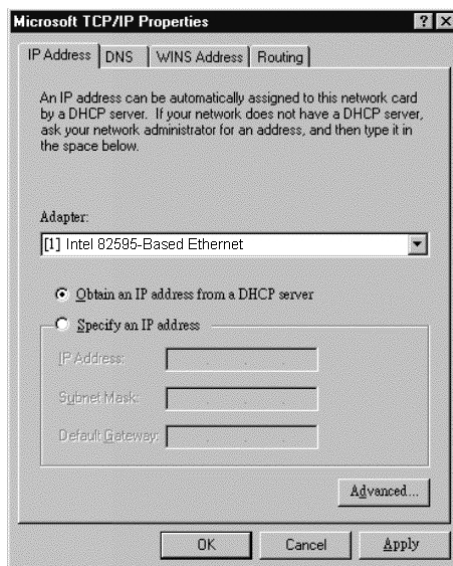 Microsoft TCP/IP Properties
IP Address DNS WINS Address Routing
An IP address can be automatically assigned to this network card
by a DHCP server. If your network does not have a DHCP server,
ask your network administrator for an address, and then type it in
the space below.
Adapter:
[1] Intel 82595-Based Ethernet
Obtain an IP address from a DHCP server
Specify an IP address
IP Address:
Subnet Mask:
Default Gateway:
Advanced...
OK Cancel Apply